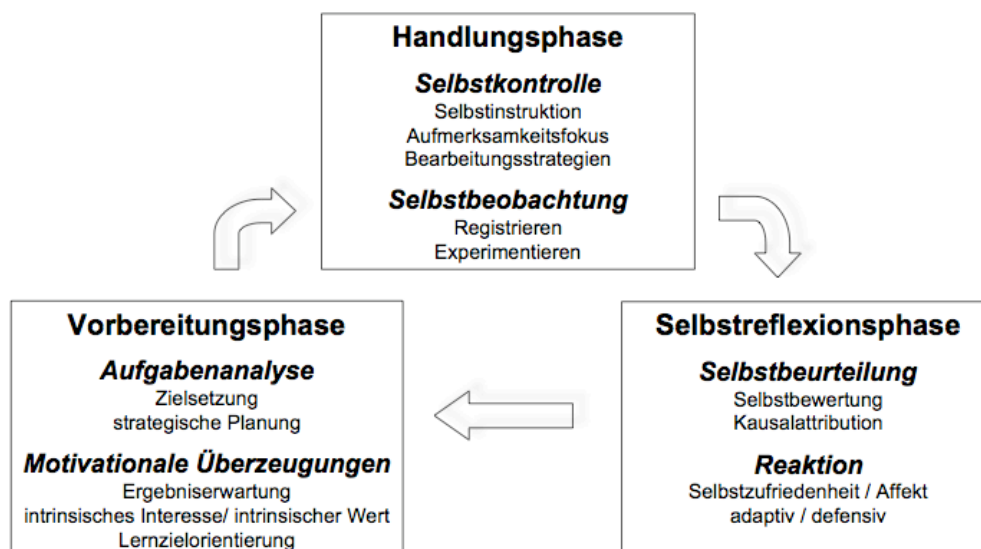 Handlungsphase
Selbstkontrolle
Selbstinstruktion
Aufmerksamkeitsfokus
Bearbeitungsstrategien
Selbstbeobachtung
Registrieren
Experimentieren
Vorbereitungsphase
Aufgabenanalyse
Zielsetzung
strategische Planung
Motivationale Überzeugungen
Ergebniserwartung
intrinsisches Interesse/ intrinsischer Wert
Lernzielorientierung
Selbstreflexionsphase
Selbstbeurteilung
Selbstbewertung
Kausalattribution
Reaktion
Selbstzufriedenheit / Affekt
adaptiv / defensiv